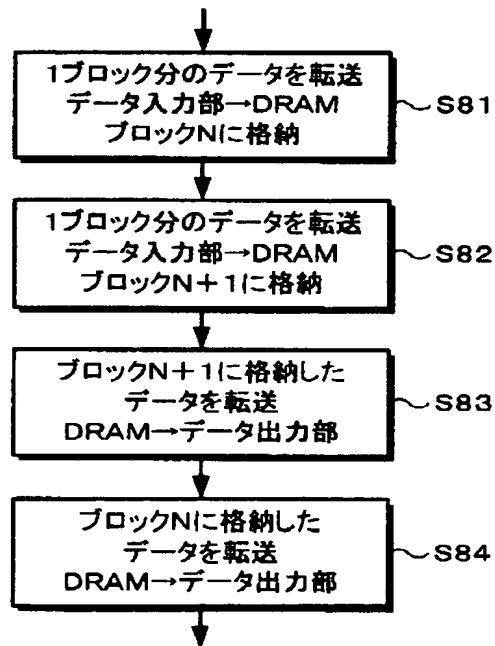 1ブロック分のデータを転送
データ入力部→DRAM
ブロックNに格納
S81
1ブロック分のデータを転送
データ入力部→DRAM
ブロックN+1に格納
S82
ブロックN+1に格納した
データを転送
DRAM→データ出力部
S83
ブロックNに格納した
データを転送
DRAM→データ出力部
S84